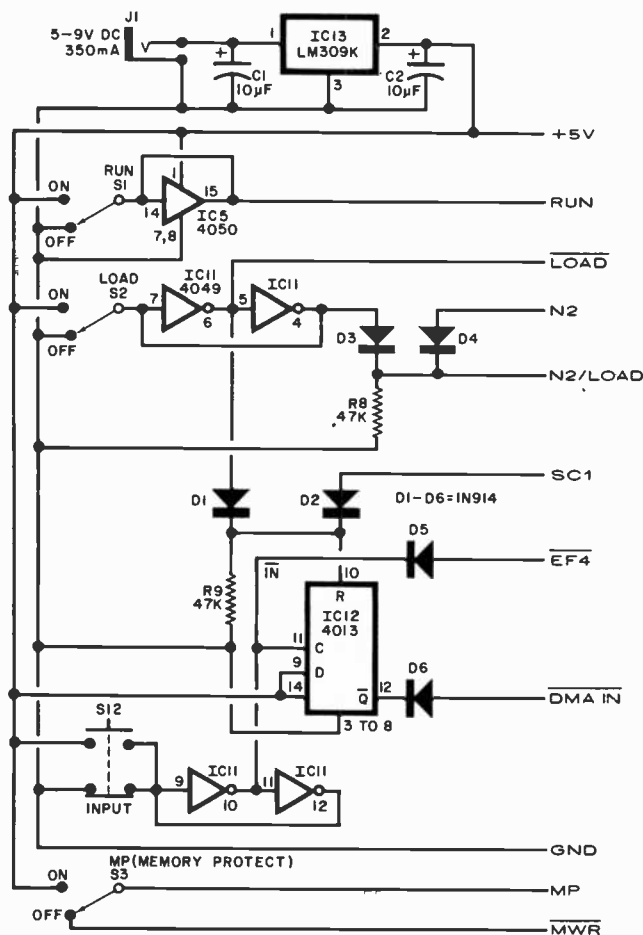 J1
5-9V DC
350mA
V
+
C1
10µF
1
IC13
LM309K
2
3
+
C2
10µF
+5V
ON
RUN
S1
OFF
1
14
15
7,8
IC5
4050
RUN
LOAD
ON
LOAD
S2
OFF
7
IC11
4049
6
5
IC11
4
D3
D4
N2
N2/LOAD
R8
47K
SC1
D1
D2
D1-D6=1N914
D5
EF4
IN
10
R
R9
47K
IC12
4013
11
C
9
D
14
Q
12
D6
DMA IN
3 TO 8
S12
INPUT
9
IC11
10
11
IC11
12
GND
MP (MEMORY PROTECT)
ON
S3
MP
OFF
MWR